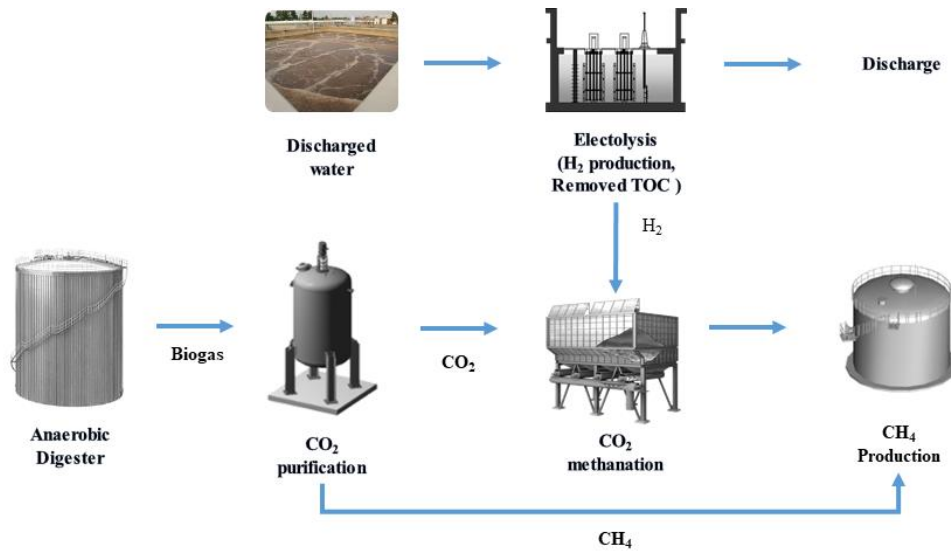 Discharged
water
Electolysis
(H₂ production,
Removed TOC )
Discharge
H₂
Biogas
CO₂
Anaerobic
Digester
CO₂
purification
CO₂
methanation
CH₄
Production
CH₄